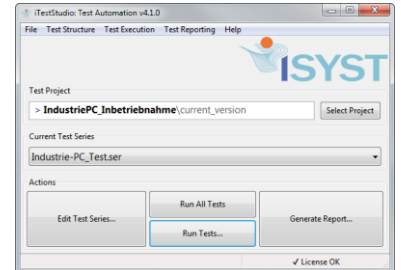 iTestStudio: Test Automation v4.1.0
File Test Structure Test Execution Test Reporting Help
iSYST
Test Project
> IndustriePC_Inbetriebnahme\current_version
Select Project
Current Test Series
Industrie-PC_Test.ser
Actions
Edit Test Series...
Run All Tests
Run Tests...
Generate Report...
✓ License OK